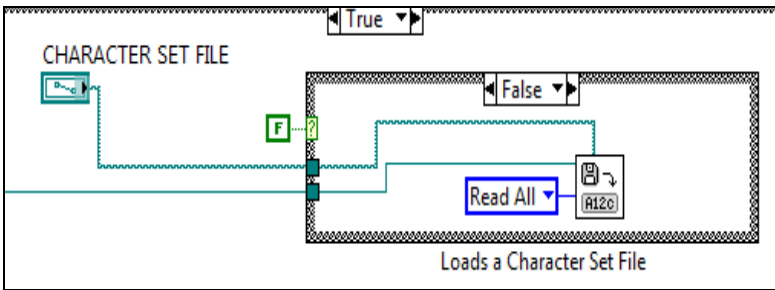 True
CHARACTER SET FILE
False
F
?
Read All
A12c
Loads a Character Set File